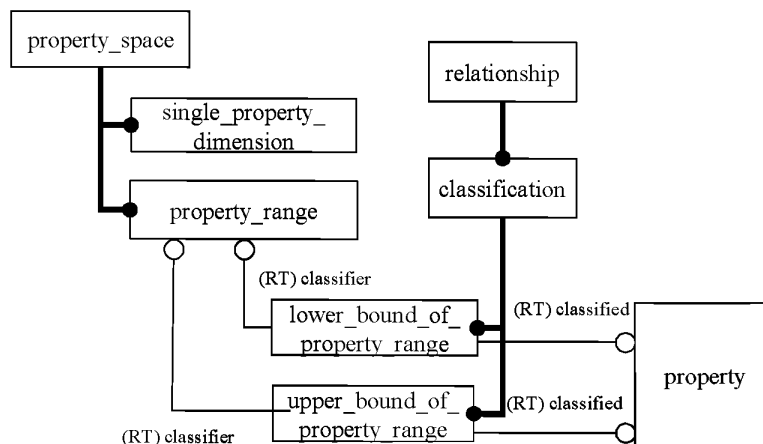 property_space
relationship
single_property_
dimension
classification
property_range
(RT) classifier
lower_bound_of_
property_range
(RT) classified
property
upper_bound_of_
property_range
(RT) classified
(RT) classifier